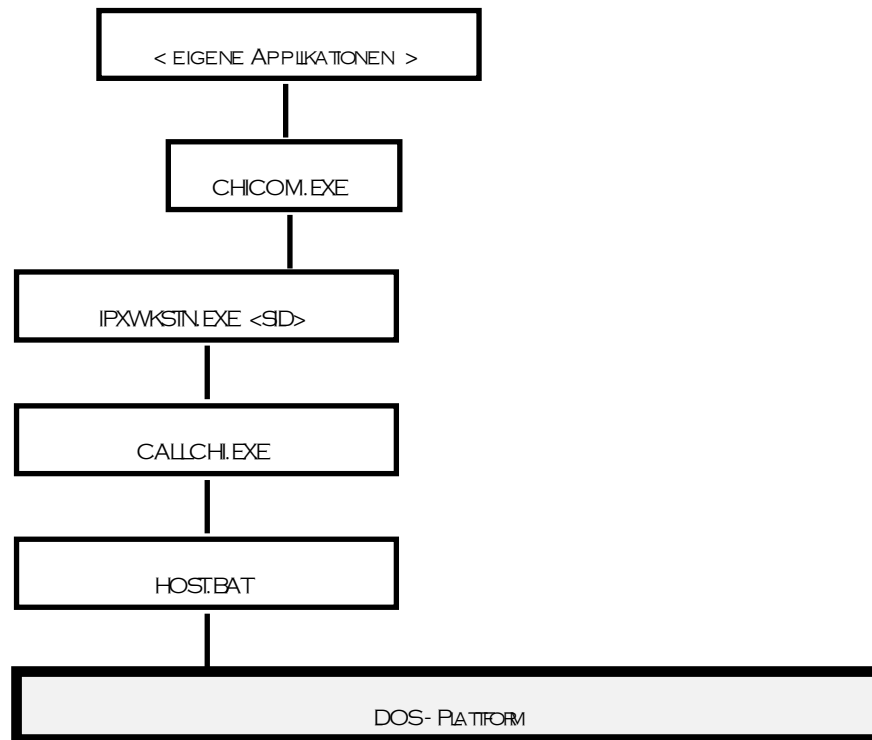 < EIGENE APPLIKATIONEN >
CHICOM.EXE
IPXWKSTN.EXE <SID>
CALLCHI.EXE
HOST.BAT
DOS- PLATTFORM